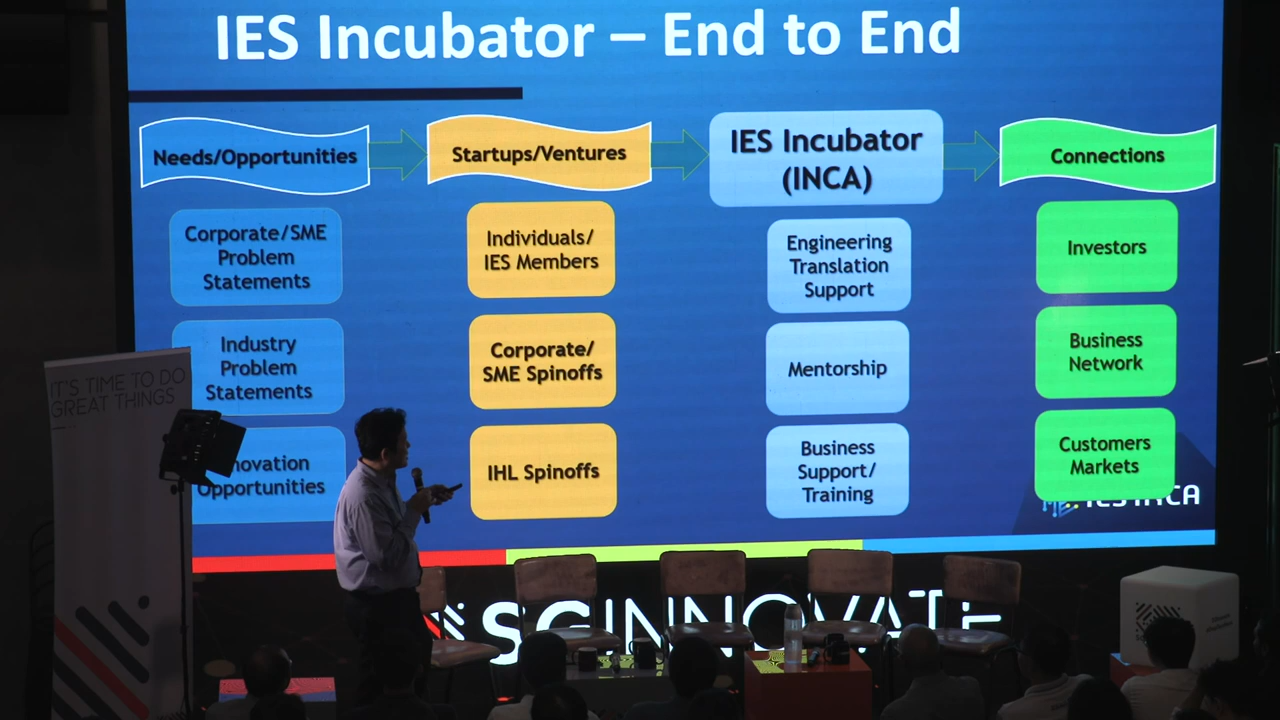 IES Incubator – End to End
Needs/Opportunities
Startups/Ventures
IES Incubator
(INCA)
Connections
Corporate/SME
Problem
Statements
Individuals/
IES Members
Engineering
Translation
Support
Investors
Industry
Problem
Statements
Corporate/
SME Spinoffs
Mentorship
Business
Network
novation
Opportunities
IHL Spinoffs
Business
Support/
Training
Customers
Markets
IES INCA
IT'S TIME TO DO
GREAT THINGS
SGINNOVATE